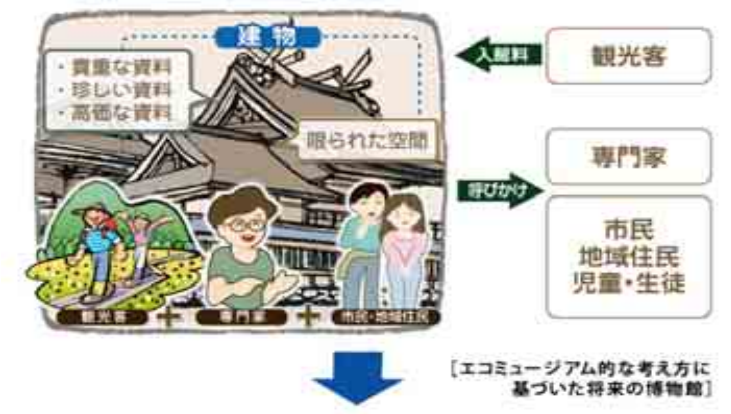 建物
・貴重な資料
・珍しい資料
・高価な資料
限られた空間
観光客 + 専門家 + 市民・地域住民
入館料
観光客
呼びかけ
専門家
市民
地域住民
児童・生徒
[エコミュージアム的な考え方に
基づいた将来の博物館]